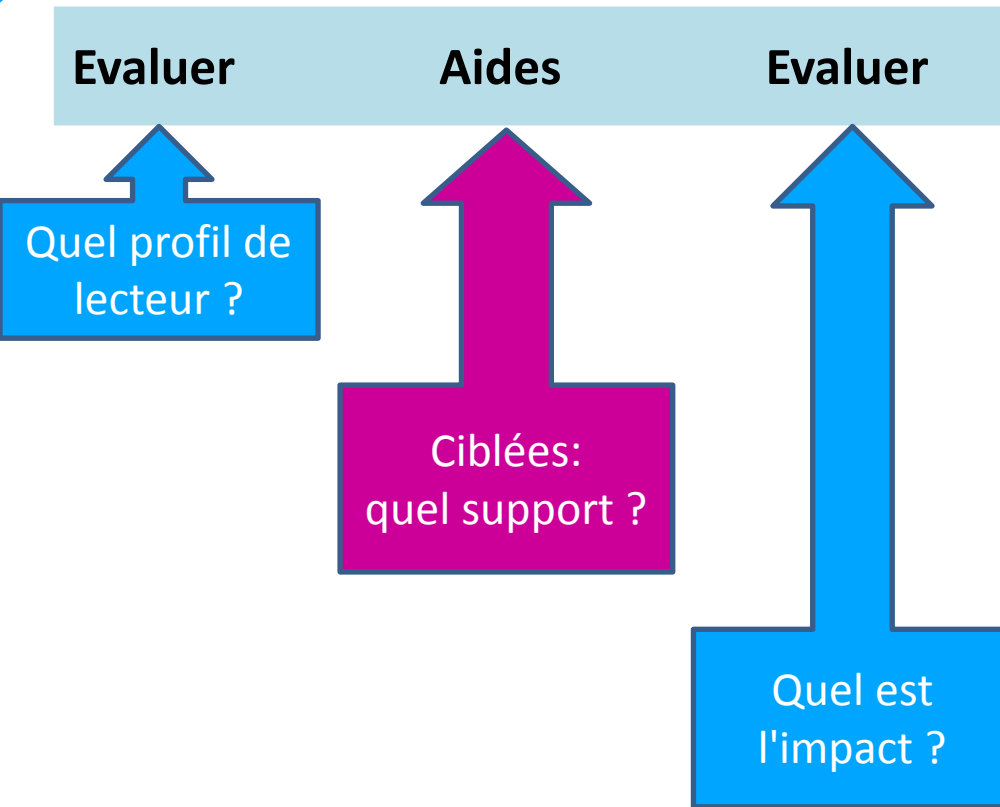 Evaluer
Aides
Evaluer
Quel profil de
lecteur ?
Ciblées:
quel support ?
Quel est
l'impact ?